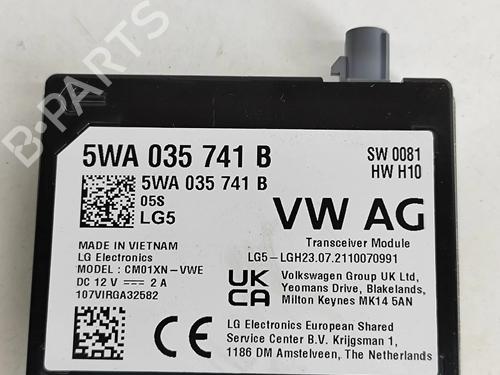 B-PARTS
5WA 035 741 B
SW 0081
HW H10
5WA 035 741 B
05S
LG5
VW AG
Transceiver Module
MADE IN VIETNAM
LG Electronics
MODEL : CM01XN-VWE
DC 12 V 2 A
107VIRGA32582
LG5-LGH23.07.2110070991
UK CA
Volkswagen Group UK Ltd,
Yeomans Drive, Blakelands,
Milton Keynes MK14 5AN
CE
LG Electronics European Shared
Service Center B.V. Krijgsman 1,
1186 DM Amstelveen, The Netherlands